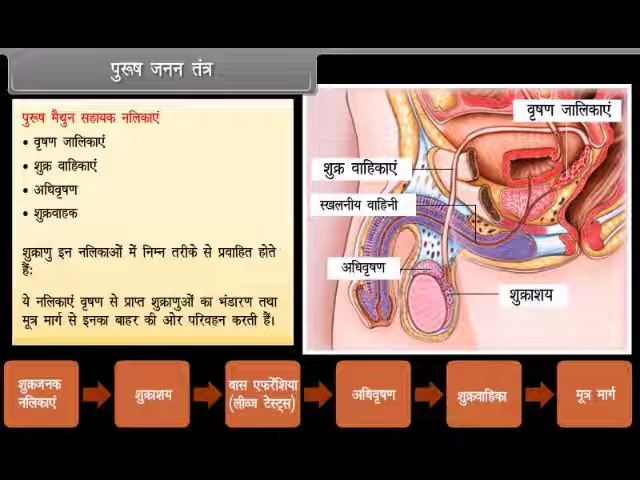 पुरूष जनन तंत्र
पुरूष मैथुन सहायक नलिकाएं
• वृषण जालिकाएं
• शुक्र वाहिकाएं
• अधिवृषण
• शुक्रवाहक
शुक्राणु इन नलिकाओं में निम्न तरीके से प्रवाहित होते
हैंः
ये नलिकाएं वृषण से प्राप्त शुक्राणुओं का भंडारण तथा
मूत्र मार्ग से इनका बाहर की ओर परिवहन करती हैं।
वृषण जालिकाएं
शुक्र वाहिकाएं
स्खलनीय वाहिनी
अधिवृषण
शुक्राशय
शुक्रजनक
नलिकाएं
शुक्राशय
वास एफरेंशिया
(लीव्ज टेस्ट्स)
अधिवृषण
शुक्रवाहिका
मूत्र मार्ग